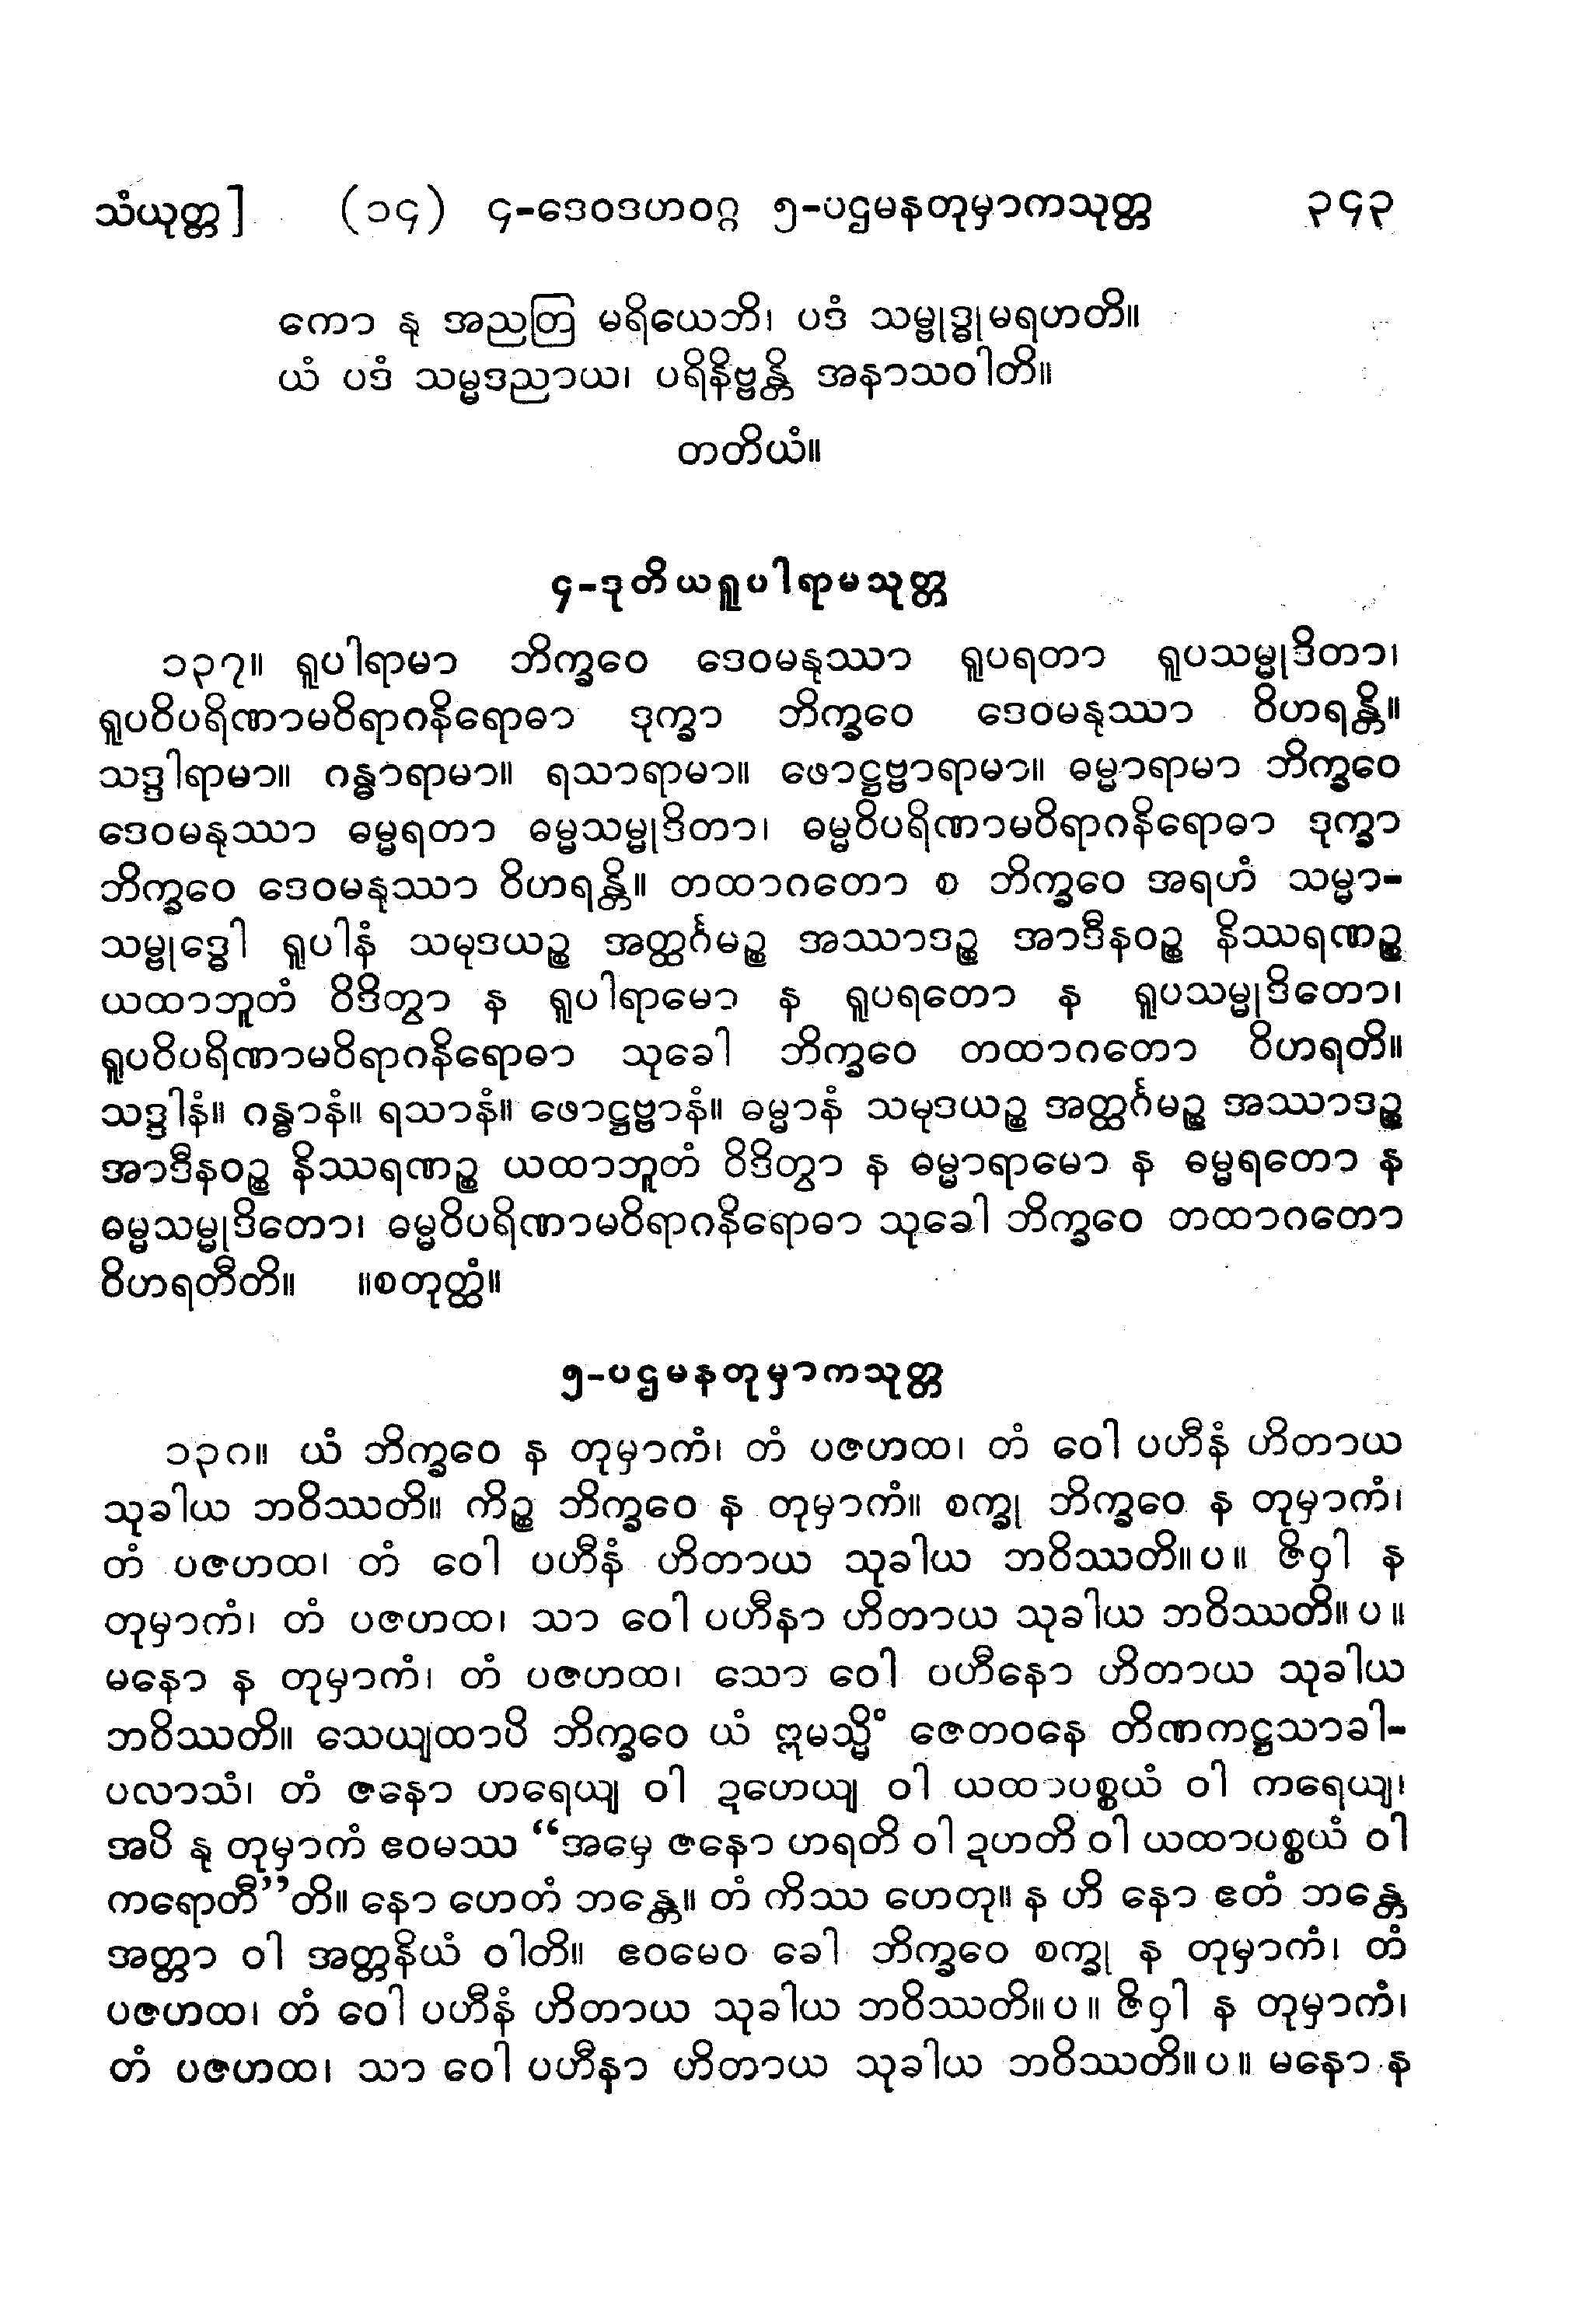 သံယုတ္တ] (၁၄) ၄-ဒေဝဒဟဝဂ္ဂ ၅-ပဌမနတုမှာကသုတ္တ ၃၄၃
ကော နု အညတြ မရိယေဘိ၊ ပဒံ သမ္ဗုဒ္ဓုမရဟတိ။
ယံ ပဒံ သမ္မဒညာယ၊ ပရိနိဗ္ဗန္တိ အနာသဝါတိ။
တတိယံ။
၄-ဒုတိယရူပါရာမသုတ္တ
၁၃၇။ ရူပါရာမာ ဘိက္ခဝေ ဒေဝမနုဿာ ရူပရတာ ရူပသမ္မုဒိတာ၊
ရူပဝိပရိဏာမဝိရာဂနိရောဓာ ဒုက္ခာ ဘိက္ခဝေ ဒေဝမနုဿာ ဝိဟရန္တိ။
သဒ္ဒါရာမာ။ ဂန္ဓာရာမာ။ ရသာရာမာ။ ဖောဋ္ဌဗ္ဗာရာမာ။ ဓမ္မာရာမာ ဘိက္ခဝေ
ဒေဝမနုဿာ ဓမ္မရတာ ဓမ္မသမ္မုဒိတာ၊ ဓမ္မဝိပရိဏာမဝိရာဂနိရောဓာ ဒုက္ခာ
ဘိက္ခဝေ ဒေဝမနုဿာ ဝိဟရန္တိ။ တထာဂတော စ ဘိက္ခဝေ အရဟံ သမ္မာ-
သမ္ဗုဒ္ဓေါ ရူပါနံ သမုဒယဉ္စ အတ္ထင်္ဂမဉ္စ အဿာဒဉ္စ အာဒီနဝဉ္စ နိဿရဏဉ္စ
ယထာဘူတံ ဝိဒိတွာ န ရူပါရာမော န ရူပရတော န ရူပသမ္မုဒိတော၊
ရူပဝိပရိဏာမဝိရာဂနိရောဓာ သုခေါ ဘိက္ခဝေ တထာဂတော ဝိဟရတိ။
သဒ္ဒါနံ။ ဂန္ဓာနံ။ ရသာနံ။ ဖောဋ္ဌဗ္ဗာနံ။ ဓမ္မာနံ သမုဒယဉ္စ အတ္ထင်္ဂမဉ္စ အဿာဒဉ္စ
အာဒီနဝဉ္စ နိဿရဏဉ္စ ယထာဘူတံ ဝိဒိတွာ န ဓမ္မာရာမော န ဓမ္မရတော န
ဓမ္မသမ္မုဒိတော၊ ဓမ္မဝိပရိဏာမဝိရာဂနိရောဓာ သုခေါ ဘိက္ခဝေ တထာဂတော
ဝိဟရတီတိ။ ။စတုတ္ထံ။
၅-ပဌမနတုမှာကသုတ္တ
၁၃၈။ ယံ ဘိက္ခဝေ န တုမှာကံ၊ တံ ပဇဟထ၊ တံ ဝေါ ပဟီနံ ဟိတာယ
သုခါယ ဘဝိဿတိ။ ကိဉ္စ ဘိက္ခဝေ န တုမှာကံ။ စက္ခု ဘိက္ခဝေ န တုမှာကံ၊
တံ ပဇဟထ၊ တံ ဝေါ ပဟီနံ ဟိတာယ သုခါယ ဘဝိဿတိ။ပ။ ဇိဝှါ န
တုမှာကံ၊ တံ ပဇဟထ၊ သာ ဝေါ ပဟီနာ ဟိတာယ သုခါယ ဘဝိဿတိ။ပ။
မနော န တုမှာကံ၊ တံ ပဇဟထ၊ သော ဝေါ ပဟီနော ဟိတာယ သုခါယ
ဘဝိဿတိ။ သေယျထာပိ ဘိက္ခဝေ ယံ ဣမသ္မိံ ဇေတဝနေ တိဏကဋ္ဌသာခါ-
ပလာသံ၊ တံ ဇနော ဟရေယျ ဝါ ဍဟေယျ ဝါ ယထာပစ္စယံ ဝါ ကရေယျ၊
အပိ နု တုမှာကံ ဧဝမဿ “အမှေ ဇနော ဟရတိ ဝါ ဍဟတိ ဝါ ယထာပစ္စယံ ဝါ
ကရောတီ”တိ။ နော ဟေတံ ဘန္တေ။ တံ ကိဿ ဟေတု။ န ဟိ နော ဧတံ ဘန္တေ
အတ္တာ ဝါ အတ္တနိယံ ဝါတိ။ ဧဝမေဝ ခေါ ဘိက္ခဝေ စက္ခု န တုမှာကံ၊ တံ
ပဇဟထ၊ တံ ဝေါ ပဟီနံ ဟိတာယ သုခါယ ဘဝိဿတိ။ပ။ ဇိဝှါ န တုမှာကံ၊
တံ ပဇဟထ၊ သာ ဝေါ ပဟီနာ ဟိတာယ သုခါယ ဘဝိဿတိ။ပ။ မနော န